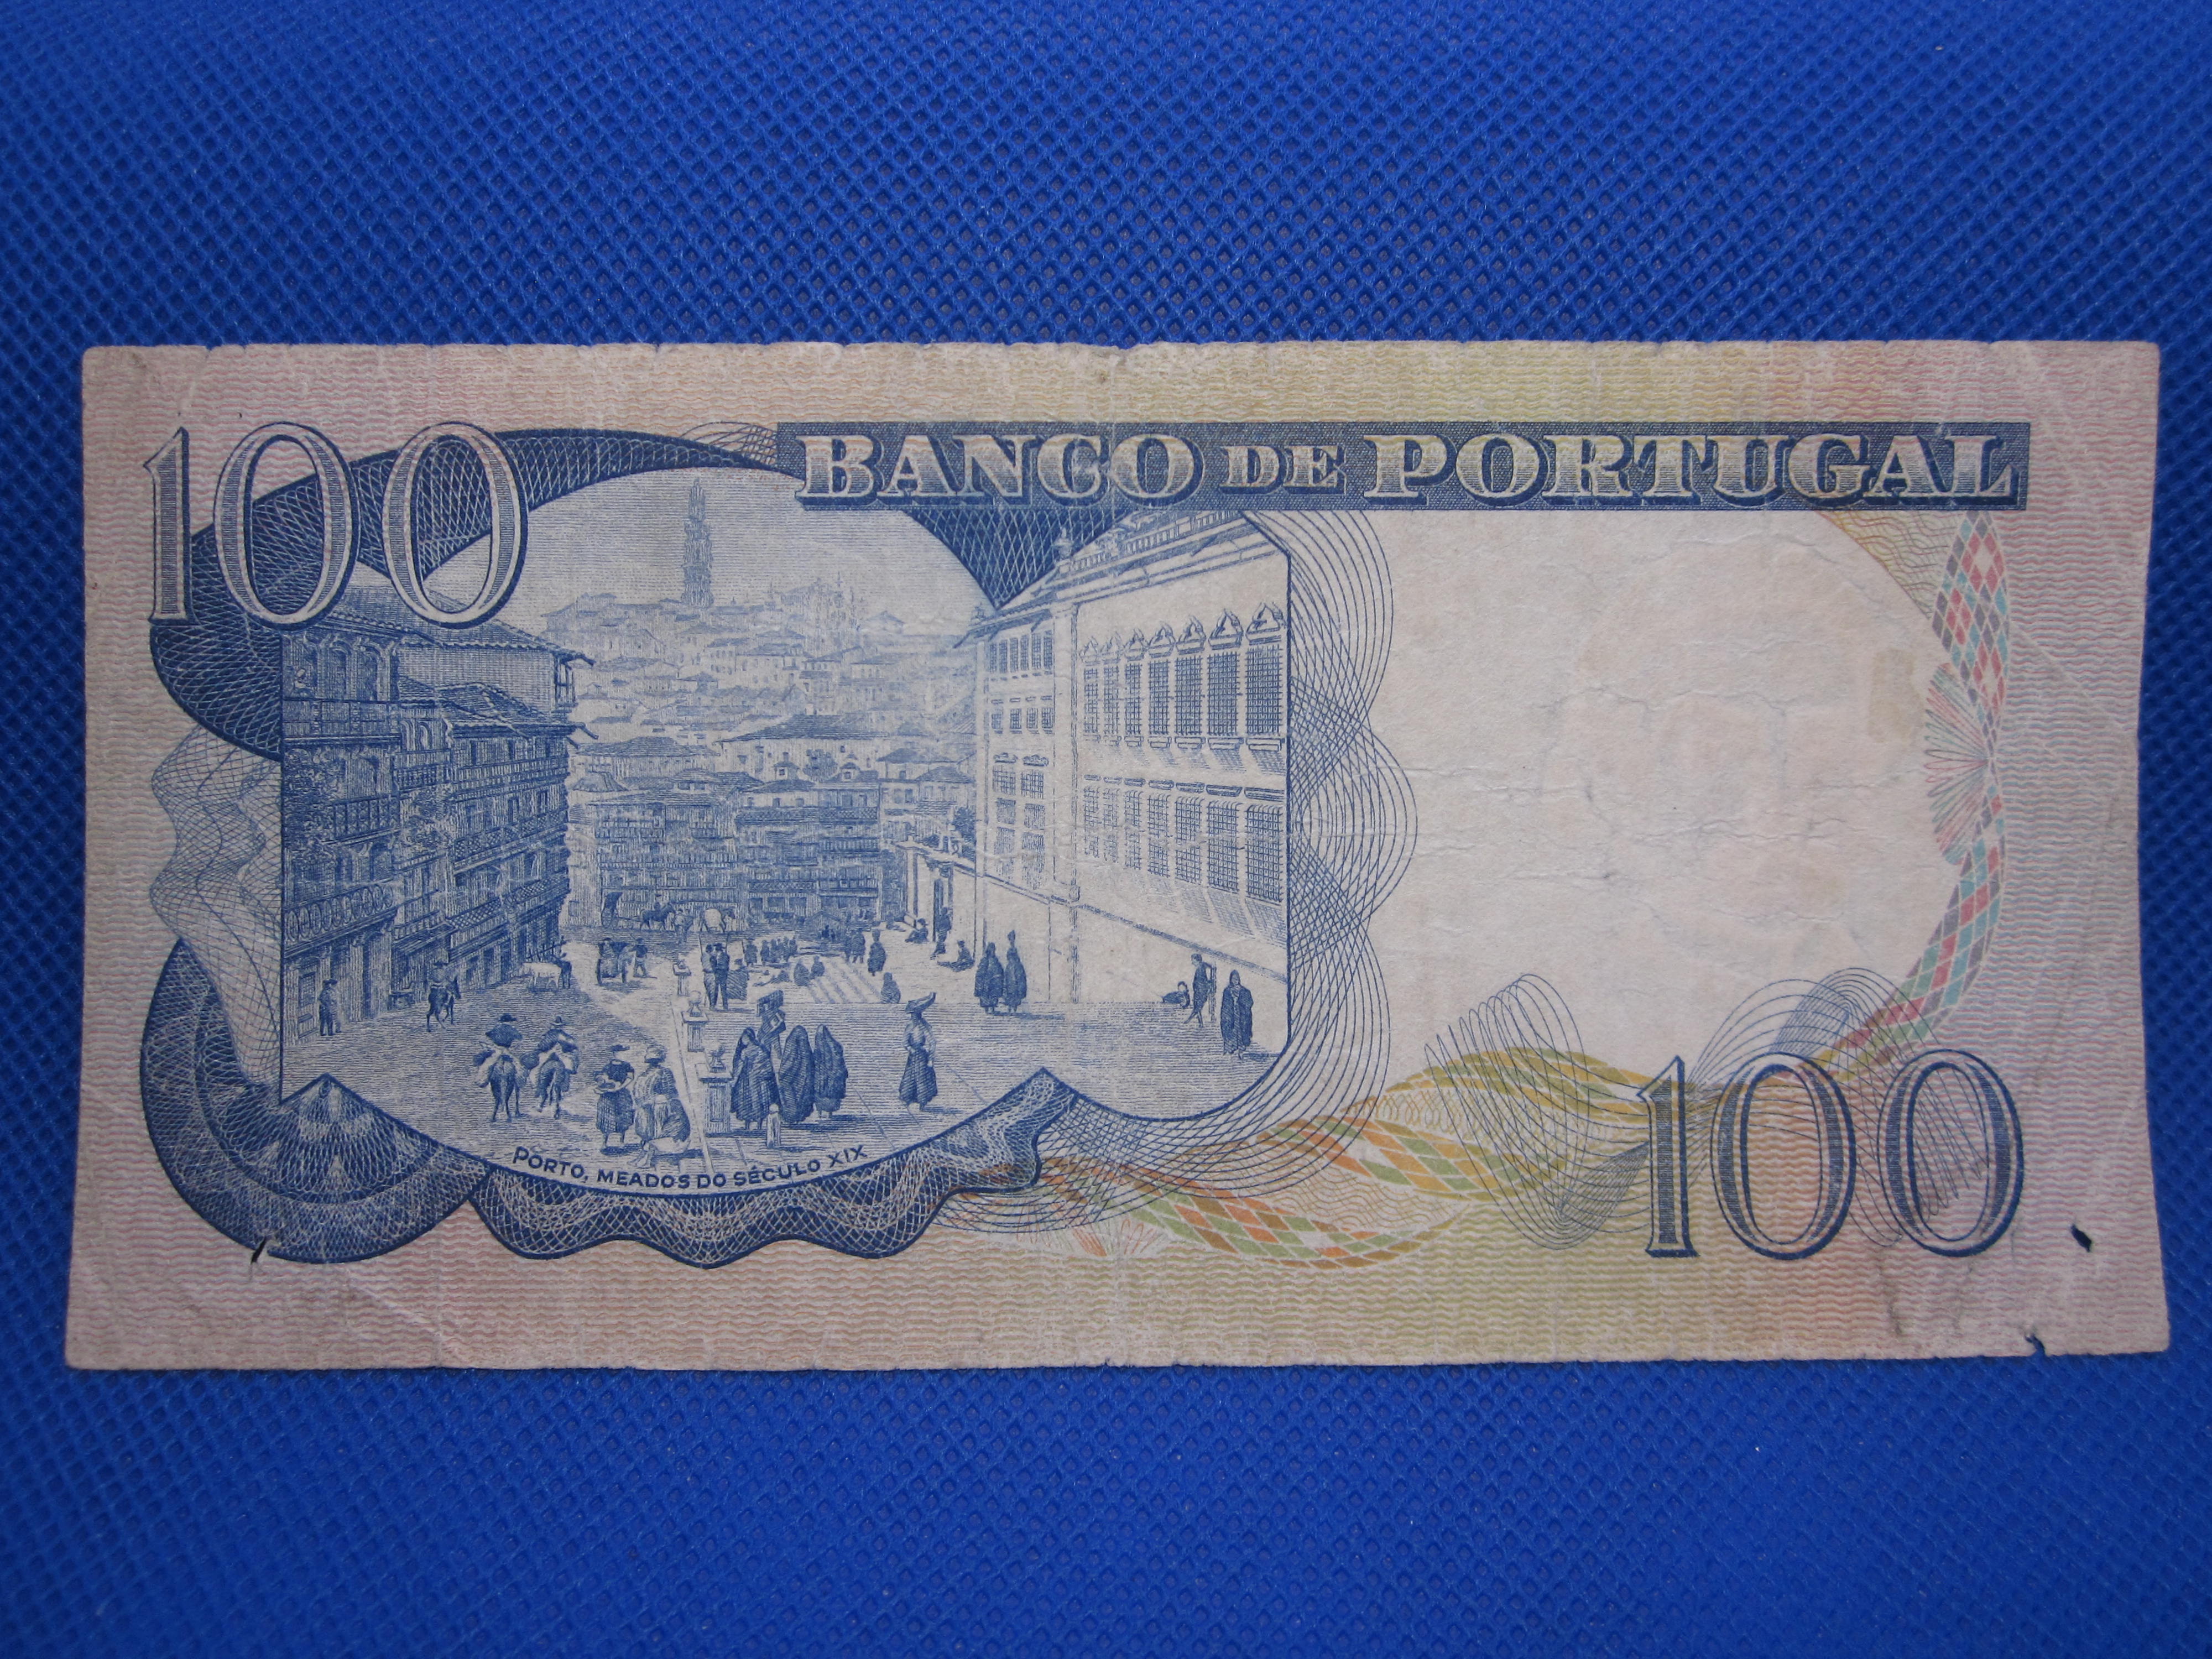 100
BANCO DE PORTUGAL
PORTO, MEADOS DO SÉCULO XIX
100